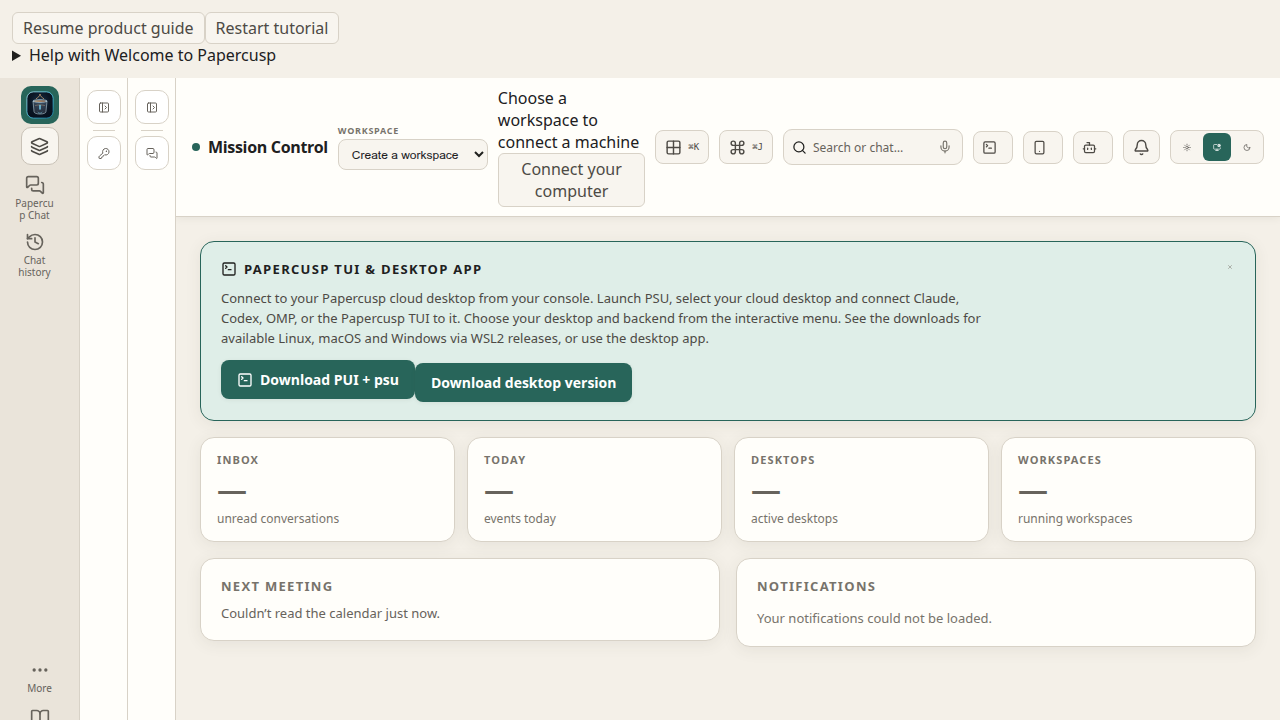 Resume product guide
Restart tutorial
Help with Welcome to Papercusp
Papercu
p Chat
Chat
history
More
Mission Control
WORKSPACE
Create a workspace
Choose a
workspace to
connect a machine
Connect your
computer
⌘K
⌘J
Search or chat...
PAPERCUSP TUI & DESKTOP APP
Connect to your Papercusp cloud desktop from your console. Launch PSU, select your cloud desktop and connect Claude,
Codex, OMP, or the Papercusp TUI to it. Choose your desktop and backend from the interactive menu. See the downloads for
available Linux, macOS and Windows via WSL2 releases, or use the desktop app.
Download PUI + psu
Download desktop version
INBOX
—
unread conversations
TODAY
—
events today
DESKTOPS
—
active desktops
WORKSPACES
—
running workspaces
NEXT MEETING
Couldn’t read the calendar just now.
NOTIFICATIONS
Your notifications could not be loaded.